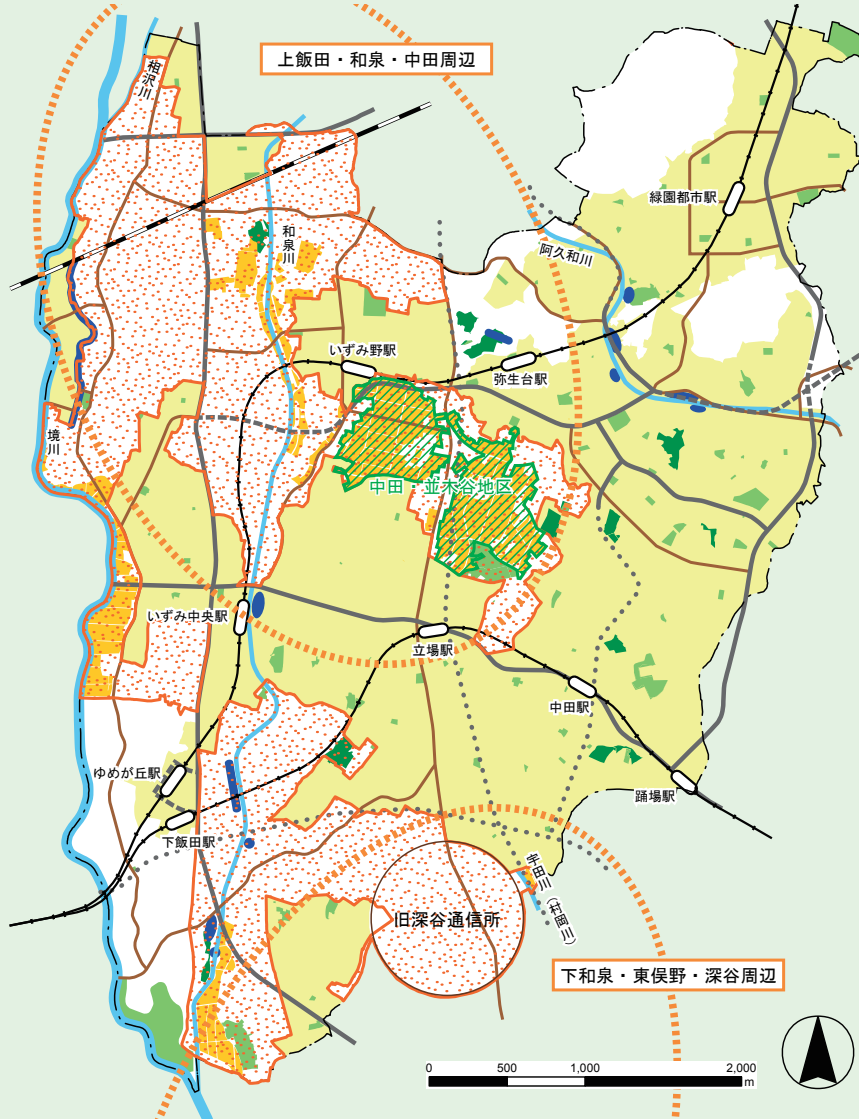 上飯田・和泉・中田周辺
相沢川
和泉川
緑園都市駅
阿久和川
いずみ野駅
弥生台駅
境川
中田・並木谷地区
いずみ中央駅
立場駅
中田駅
ゆめが丘駅
踊場駅
下飯田駅
宇田川(村岡川)
旧深谷通信所
下和泉・東俣野・深谷周辺
0 500 1,000 2,000
m